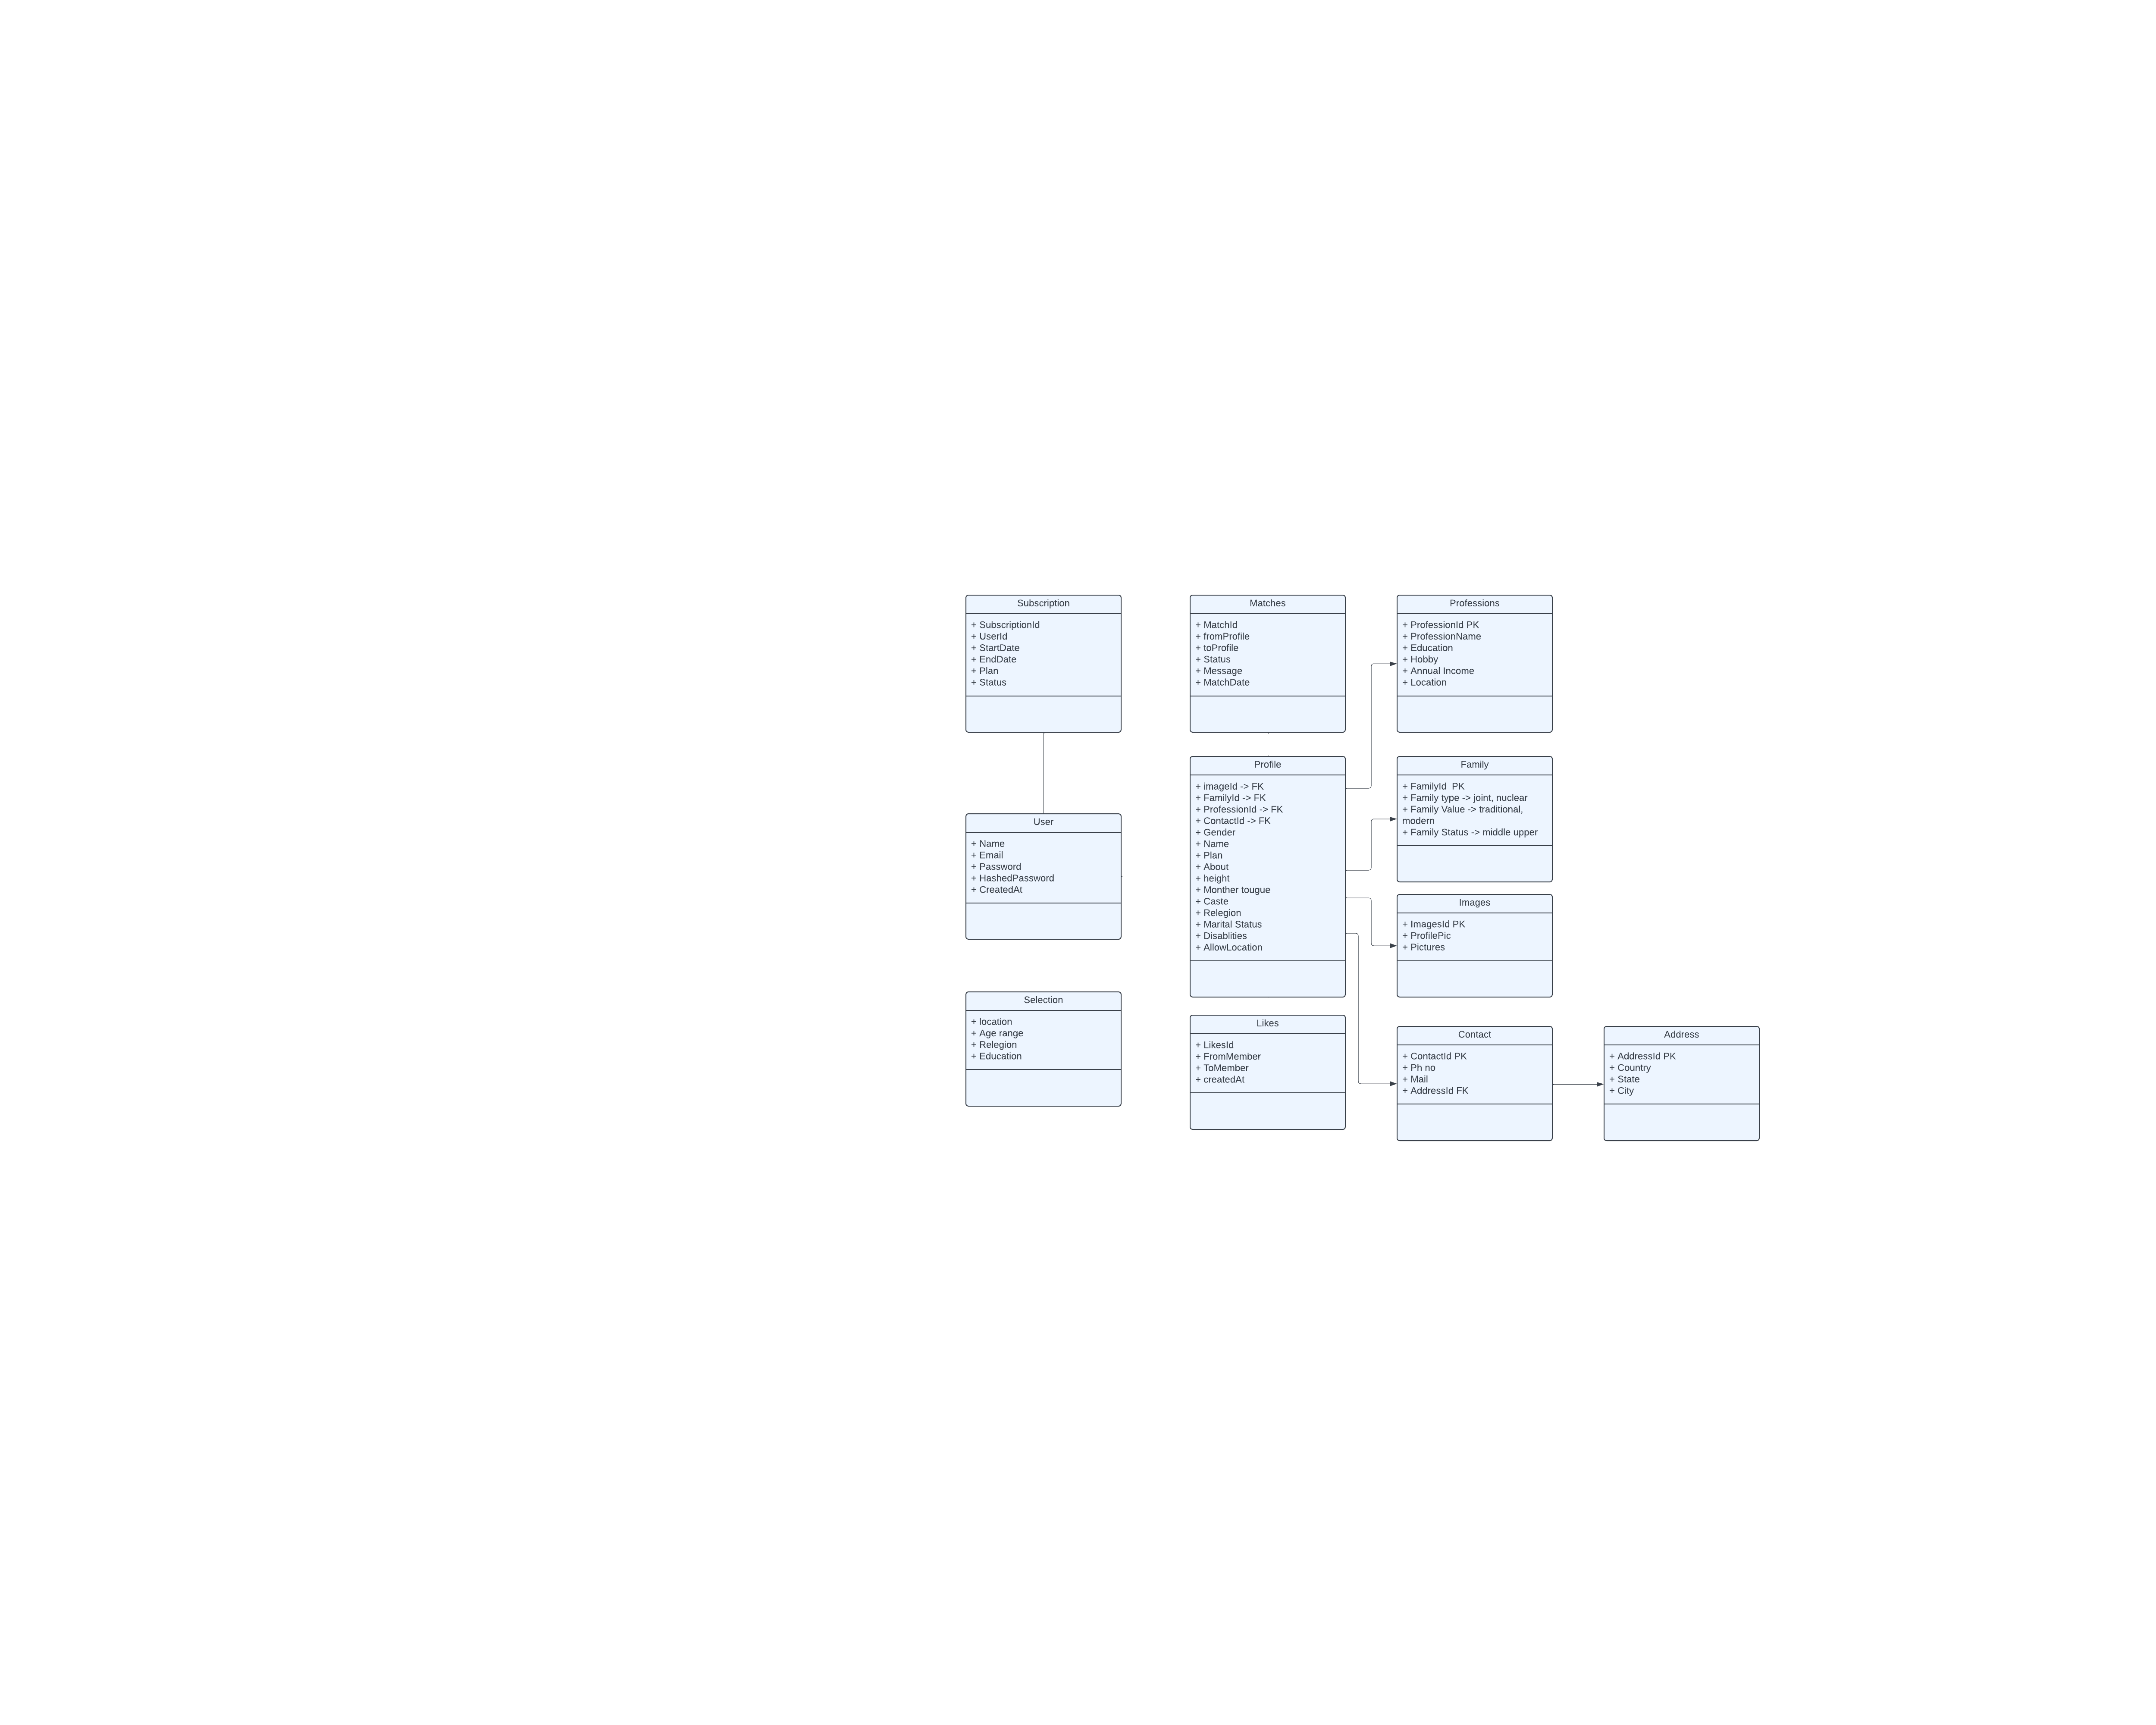 Subscription
+ SubscriptionId
+ UserId
+ StartDate
+ EndDate
+ Plan
+ Status
Matches
+ MatchId
+ fromProfile
+ toProfile
+ Status
+ Message
+ MatchDate
Professions
+ ProfessionId PK
+ ProfessionName
+ Education
+ Hobby
+ Annual Income
+ Location
User
+ Name
+ Email
+ Password
+ HashedPassword
+ CreatedAt
Profile
+ imageId -> FK
+ FamilyId -> FK
+ ProfessionId -> FK
+ ContactId -> FK
+ Gender
+ Name
+ Plan
+ About
+ height
+ Monther tougue
+ Caste
+ Relegion
+ Marital Status
+ Disablities
+ AllowLocation
Family
+ FamilyId  PK
+ Family type -> joint, nuclear
+ Family Value -> traditional,
modern
+ Family Status -> middle upper
Images
+ ImagesId PK
+ ProfilePic
+ Pictures
Selection
+ location
+ Age range
+ Relegion
+ Education
Likes
+ LikesId
+ FromMember
+ ToMember
+ createdAt
Contact
+ ContactId PK
+ Ph no
+ Mail
+ AddressId FK
Address
+ AddressId PK
+ Country
+ State
+ City